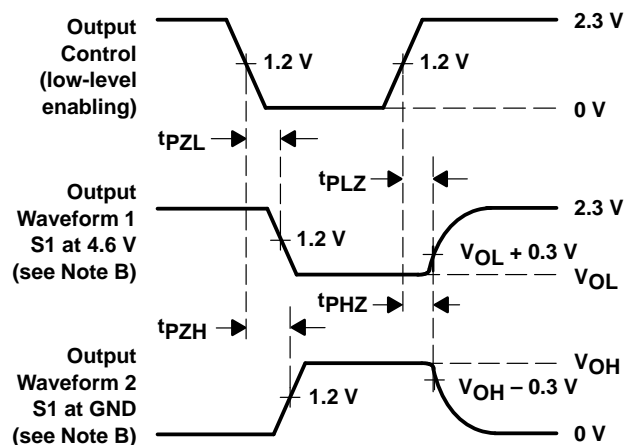 Output
Control
(low-level
enabling)
2.3 V
1.2 V
1.2 V
0 V
tPZL
tPLZ
Output
Waveform 1
S1 at 4.6 V
(see Note B)
2.3 V
1.2 V
VOL + 0.3 V
VOL
tPZH
tPHZ
Output
Waveform 2
S1 at GND
(see Note B)
VOH
1.2 V
VOH – 0.3 V
0 V